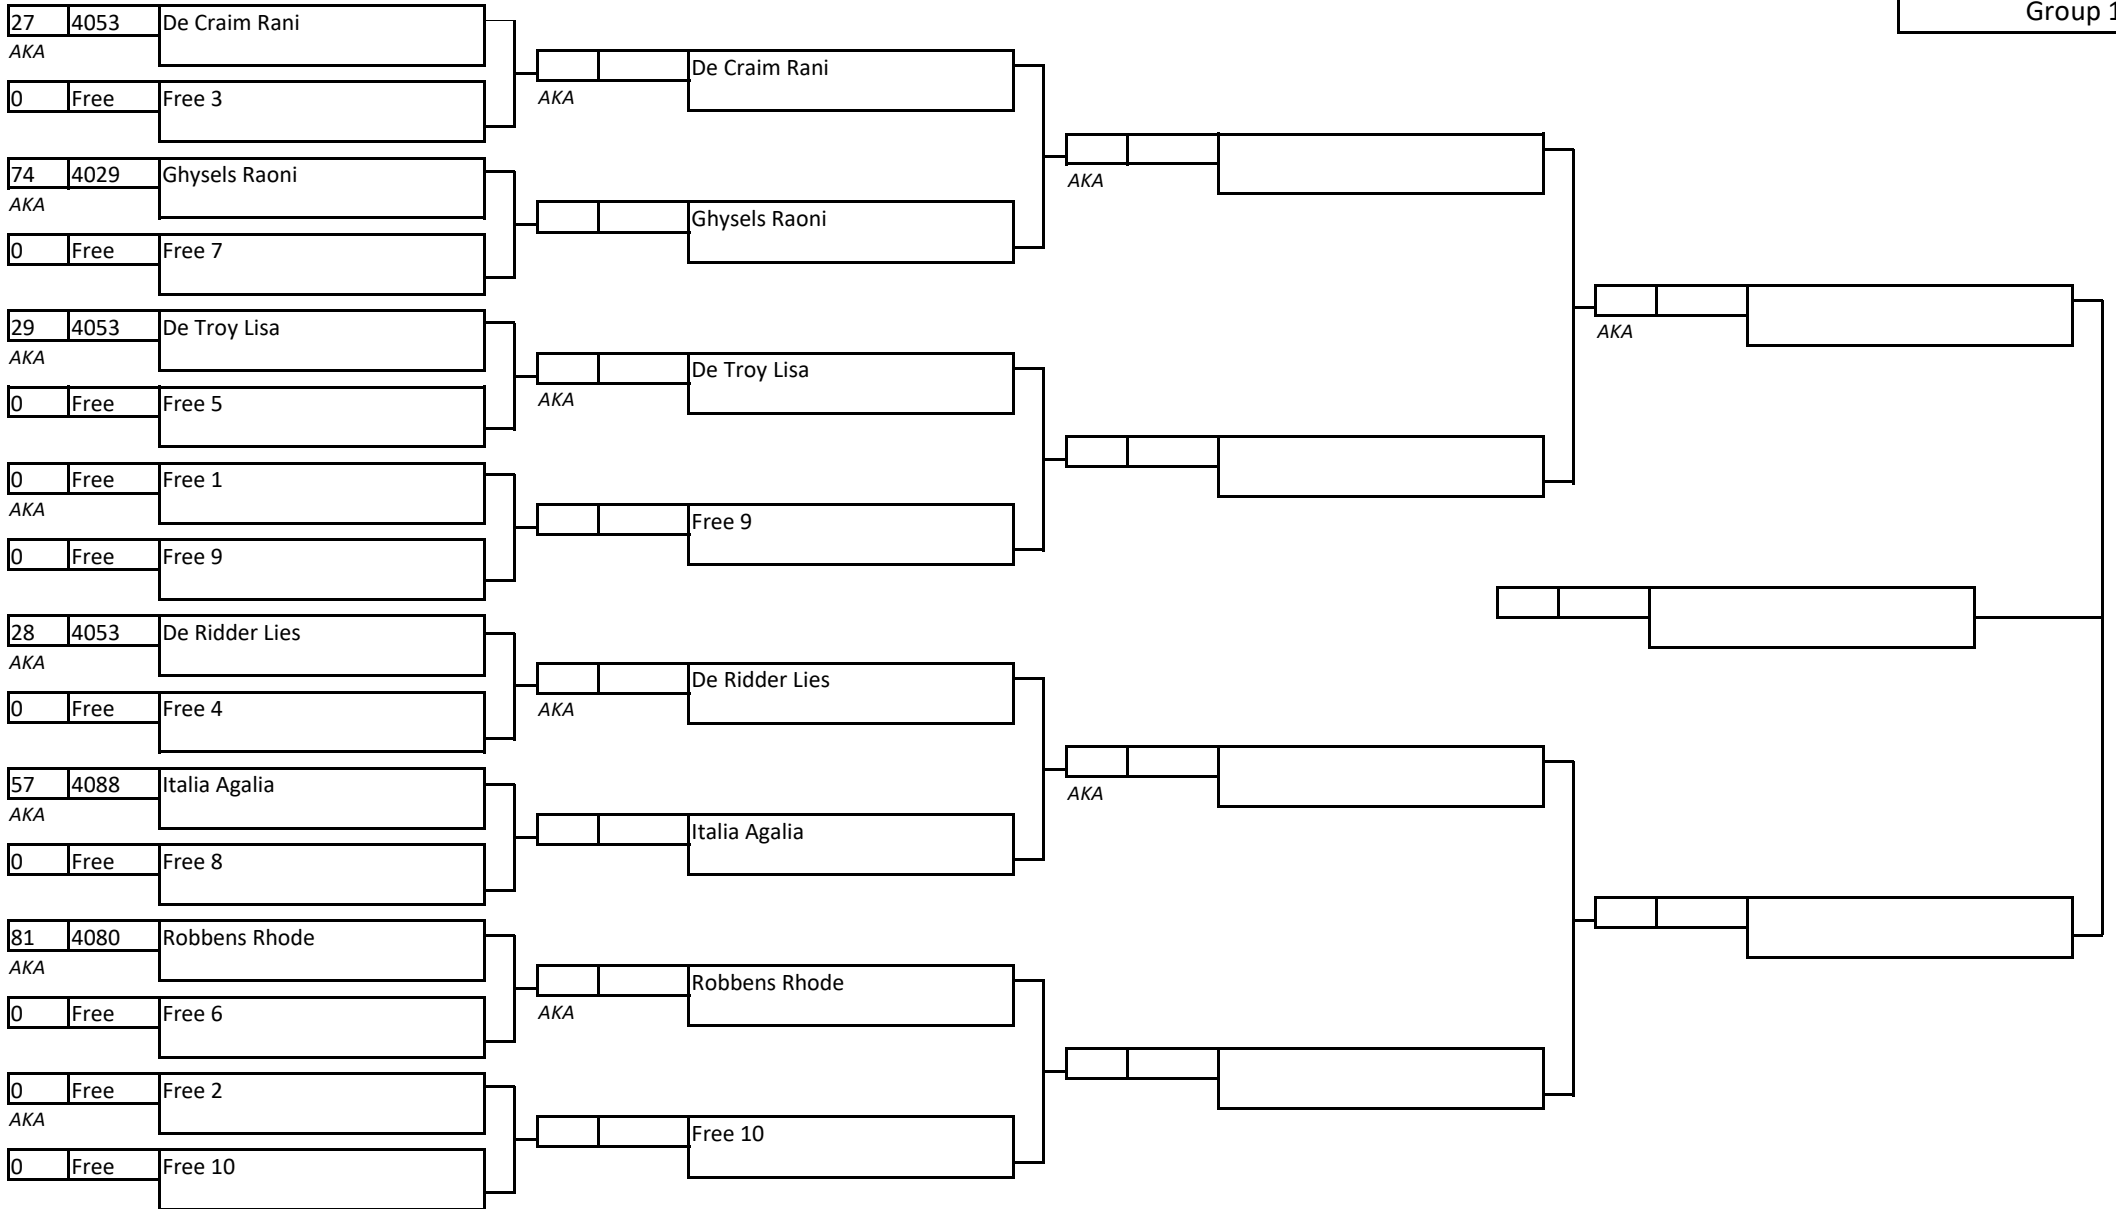 Group 1
27 4053 De Craim Rani
AKA
0 Free Free 3
74 4029 Ghysels Raoni
AKA
0 Free Free 7
29 4053 De Troy Lisa
AKA
0 Free Free 5
0 Free Free 1
AKA
0 Free Free 9
28 4053 De Ridder Lies
AKA
0 Free Free 4
57 4088 Italia Agalia
AKA
0 Free Free 8
81 4080 Robbens Rhode
AKA
0 Free Free 6
0 Free Free 2
AKA
0 Free Free 10
De Craim Rani
AKA
Ghysels Raoni
De Troy Lisa
AKA
Free 9
De Ridder Lies
AKA
Italia Agalia
Robbens Rhode
AKA
Free 10
AKA
AKA
AKA